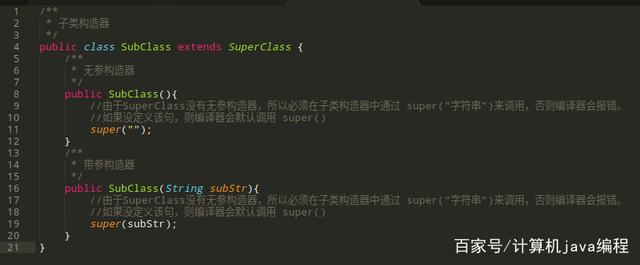 1 /**
2 * 子类构造器
3 */
4 public class SubClass extends SuperClass {
5 /**
6 * 无参构造器
7 */
8 public SubClass(){
9 //由于SuperClass没有无参构造器，所以必须在子类构造器中通过 super("字符串")来调用，否则编译器会报错。
10 //如果没定义该句，则编译器会默认调用 super()
11 super("");
12 }
13 /**
14 * 带参构造器
15 */
16 public SubClass(String subStr){
17 //由于SuperClass没有无参构造器，所以必须在子类构造器中通过 super("字符串")来调用，否则编译器会报错。
18 //如果没定义该句，则编译器会默认调用 super()
19 super(subStr);
20 }
21 }
百家号/计算机java编程